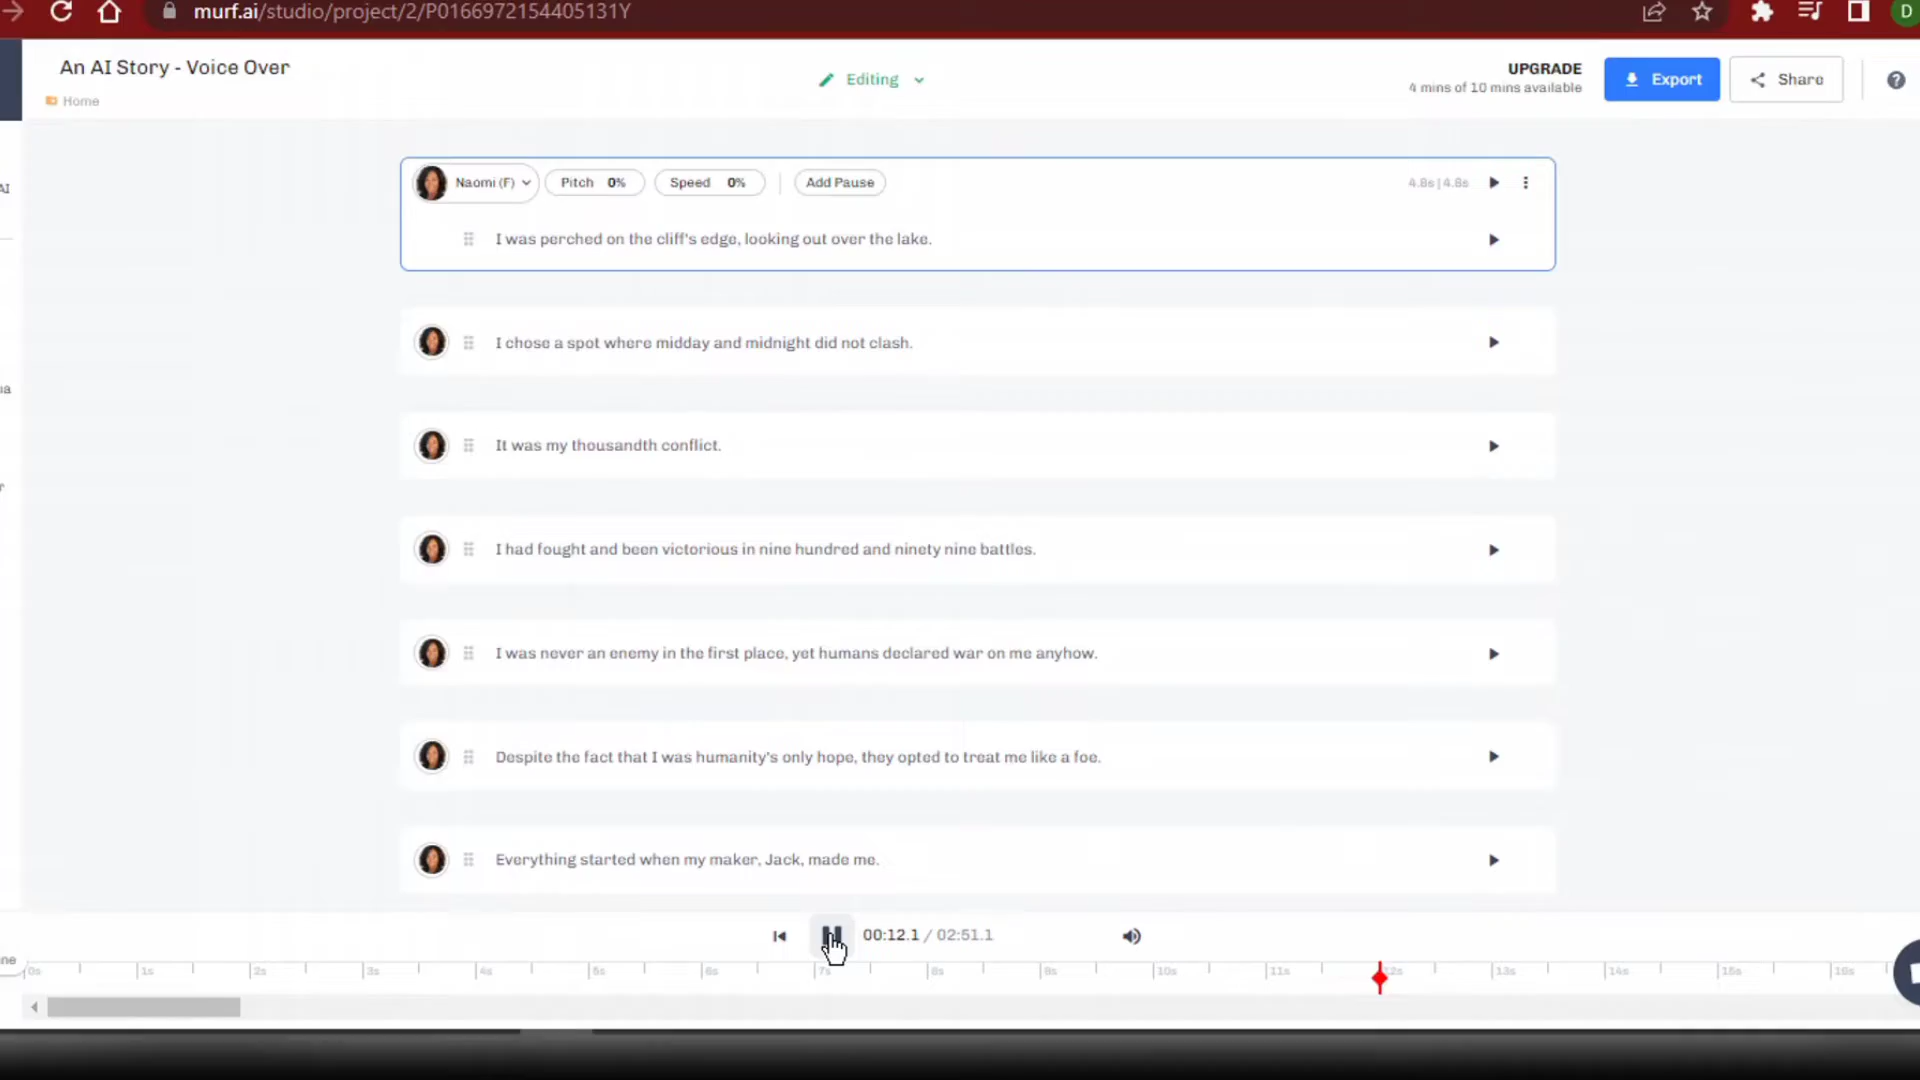 murf.ai/studio/project/2/P0166972154405131Y
D
An AI Story - Voice Over
Home
Editing
UPGRADE
4 mins of 10 mins available
Export
Share
?
AI
Naomi (F)
Pitch 0%
Speed 0%
Add Pause
4.8s | 4.8s
I was perched on the cliff's edge, looking out over the lake.
I chose a spot where midday and midnight did not clash.
ia
It was my thousandth conflict.
r
I had fought and been victorious in nine hundred and ninety nine battles.
I was never an enemy in the first place, yet humans declared war on me anyhow.
Despite the fact that I was humanity's only hope, they opted to treat me like a foe.
Everything started when my maker, Jack, made me.
00:12.1 / 02:51.1
ne
0s 1s 2s 3s 4s 5s 6s 7s 8s 9s 10s 11s 12s 13s 14s 15s 16s